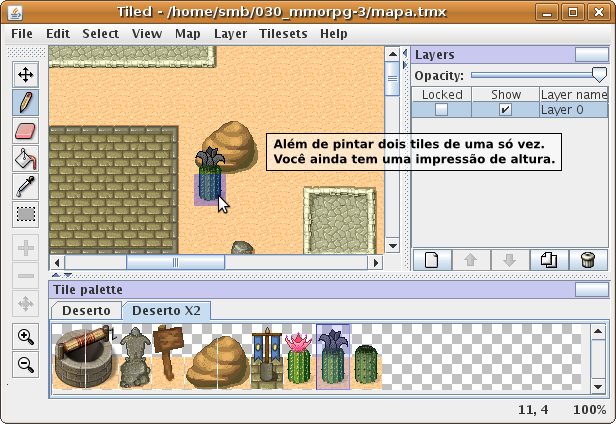 Tiled - /home/smb/030_mmorpg-3/mapa.tmx
File Edit Select View Map Layer Tilesets Help
Layers
Opacity:
Locked Show Layer name
Layer 0
Além de pintar dois tiles de uma só vez.
Você ainda tem uma impressão de altura.
Tile palette
Deserto Deserto X2
11, 4 100%